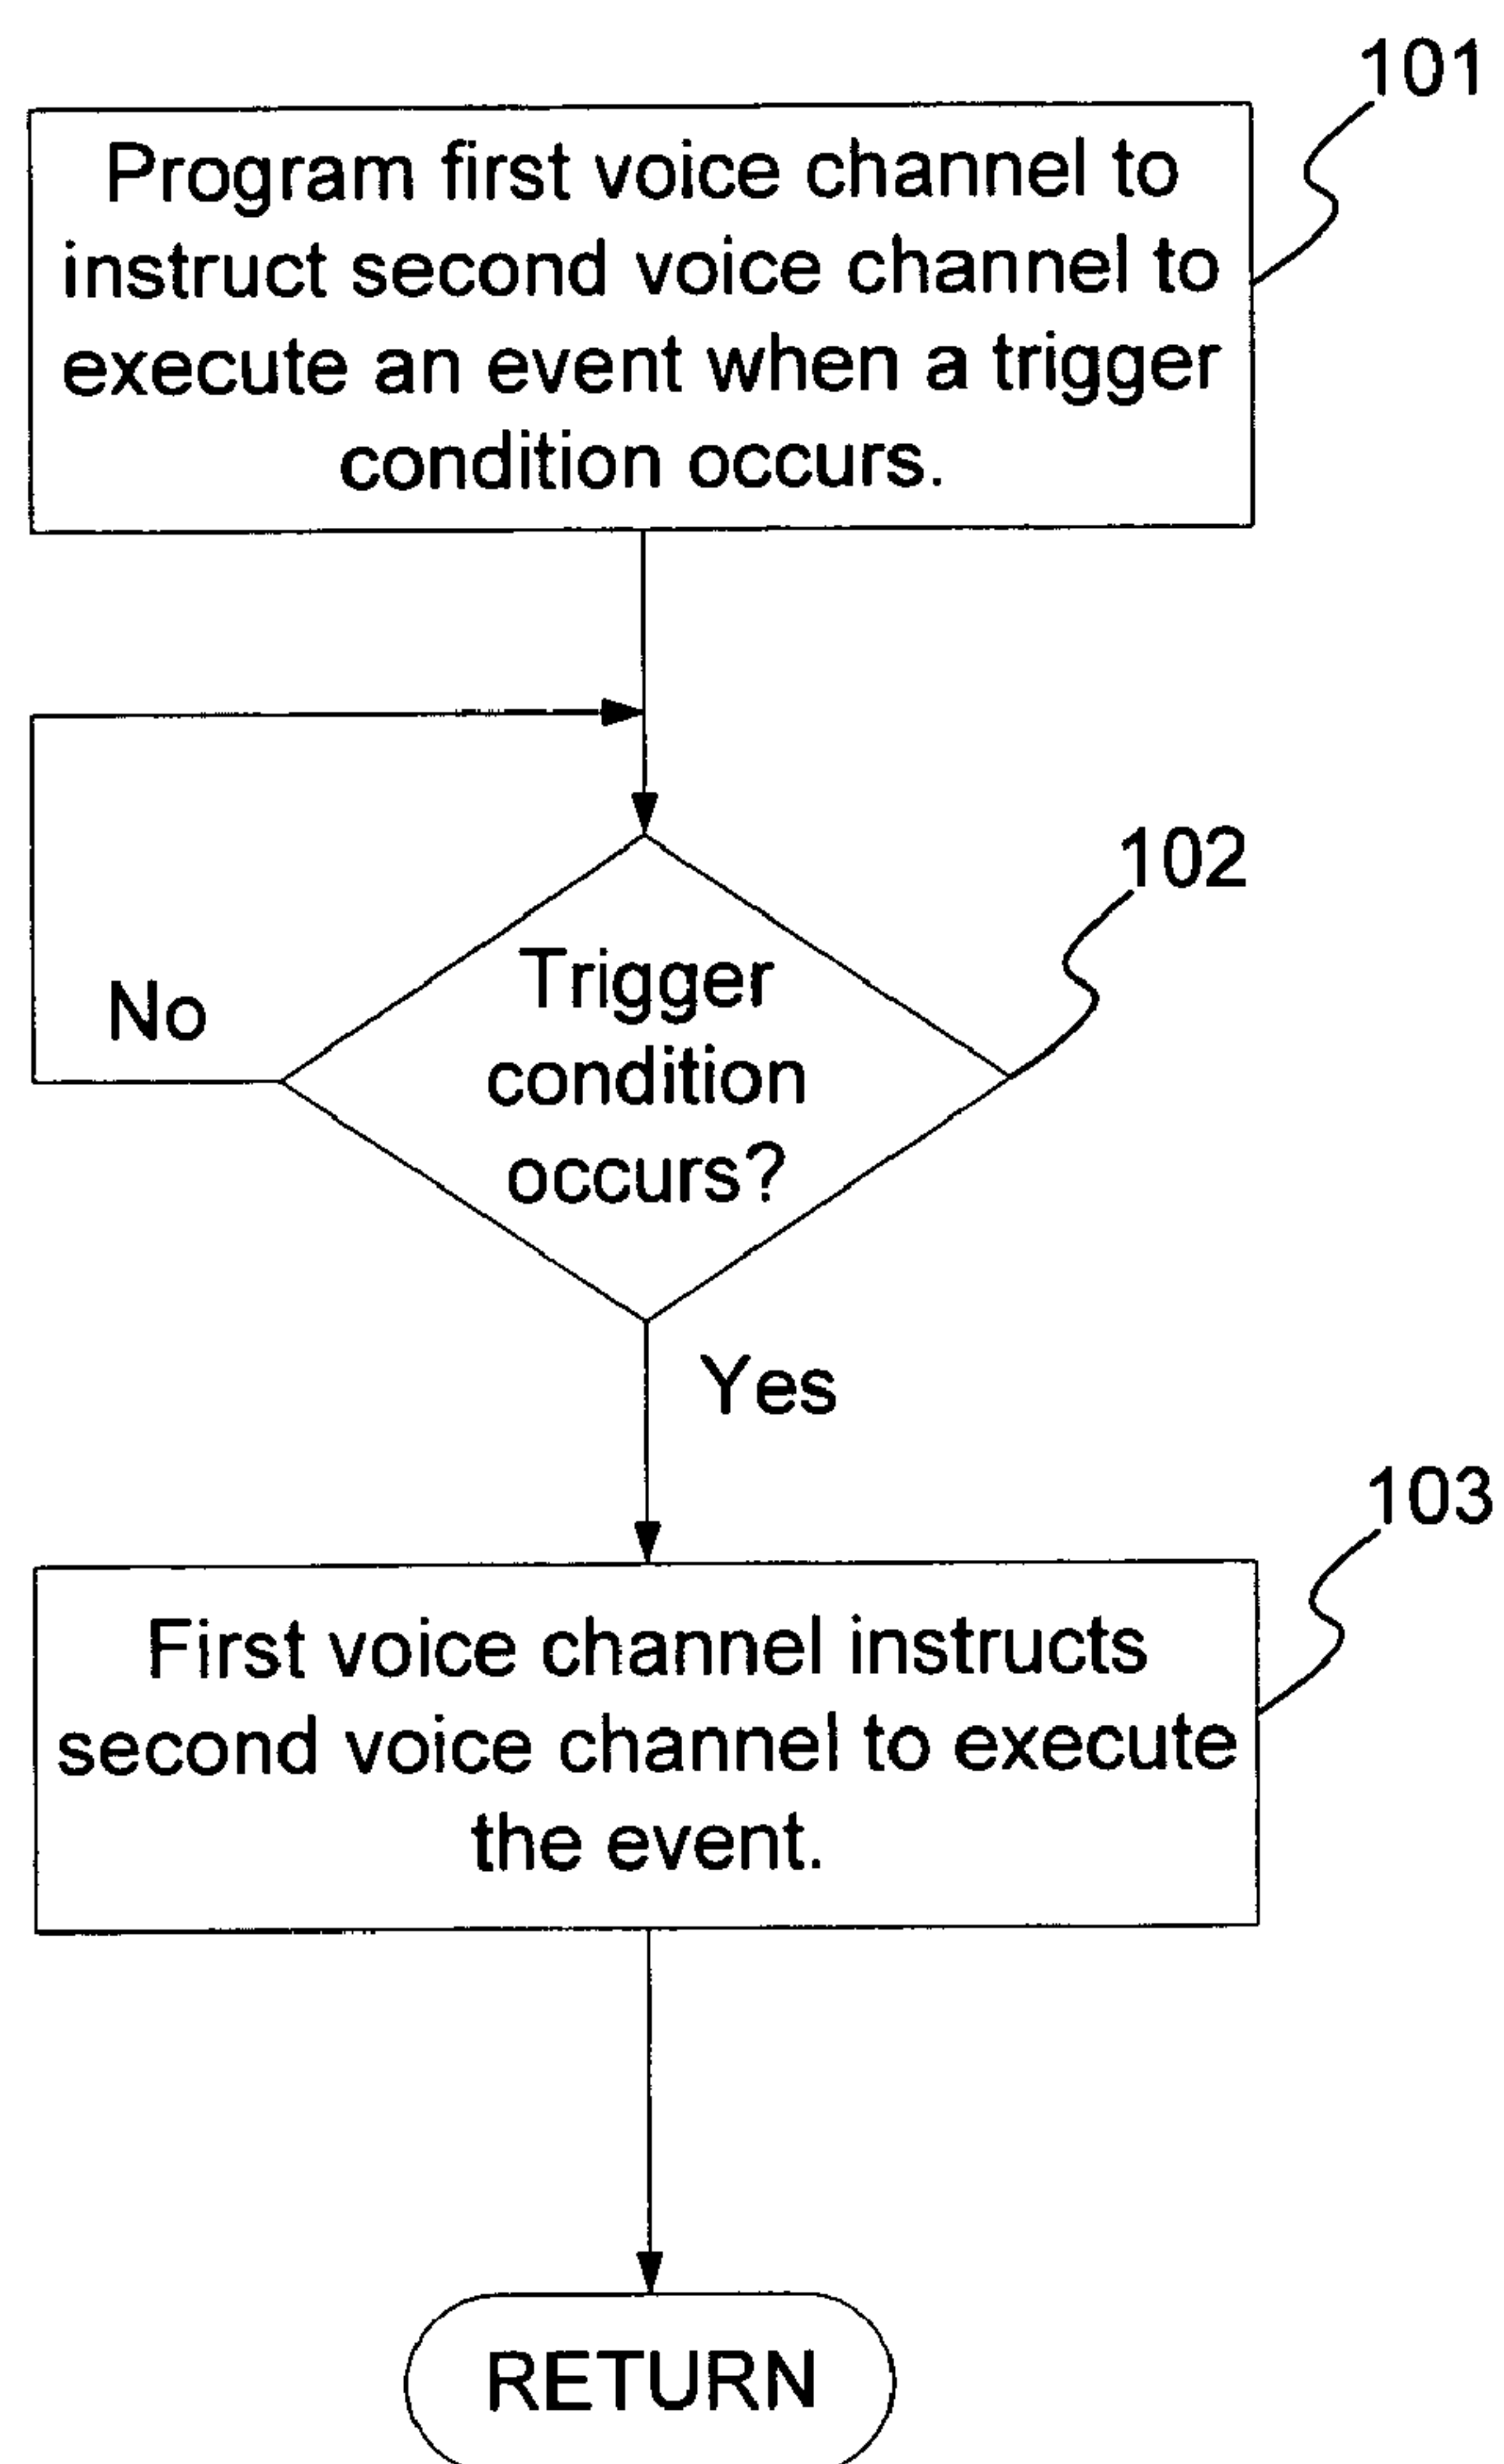 101
Program first voice channel to
instruct second voice channel to
execute an event when a trigger
condition occurs.
102
Trigger
condition
occurs?
No
Yes
103
First voice channel instructs
second voice channel to execute
the event.
RETURN